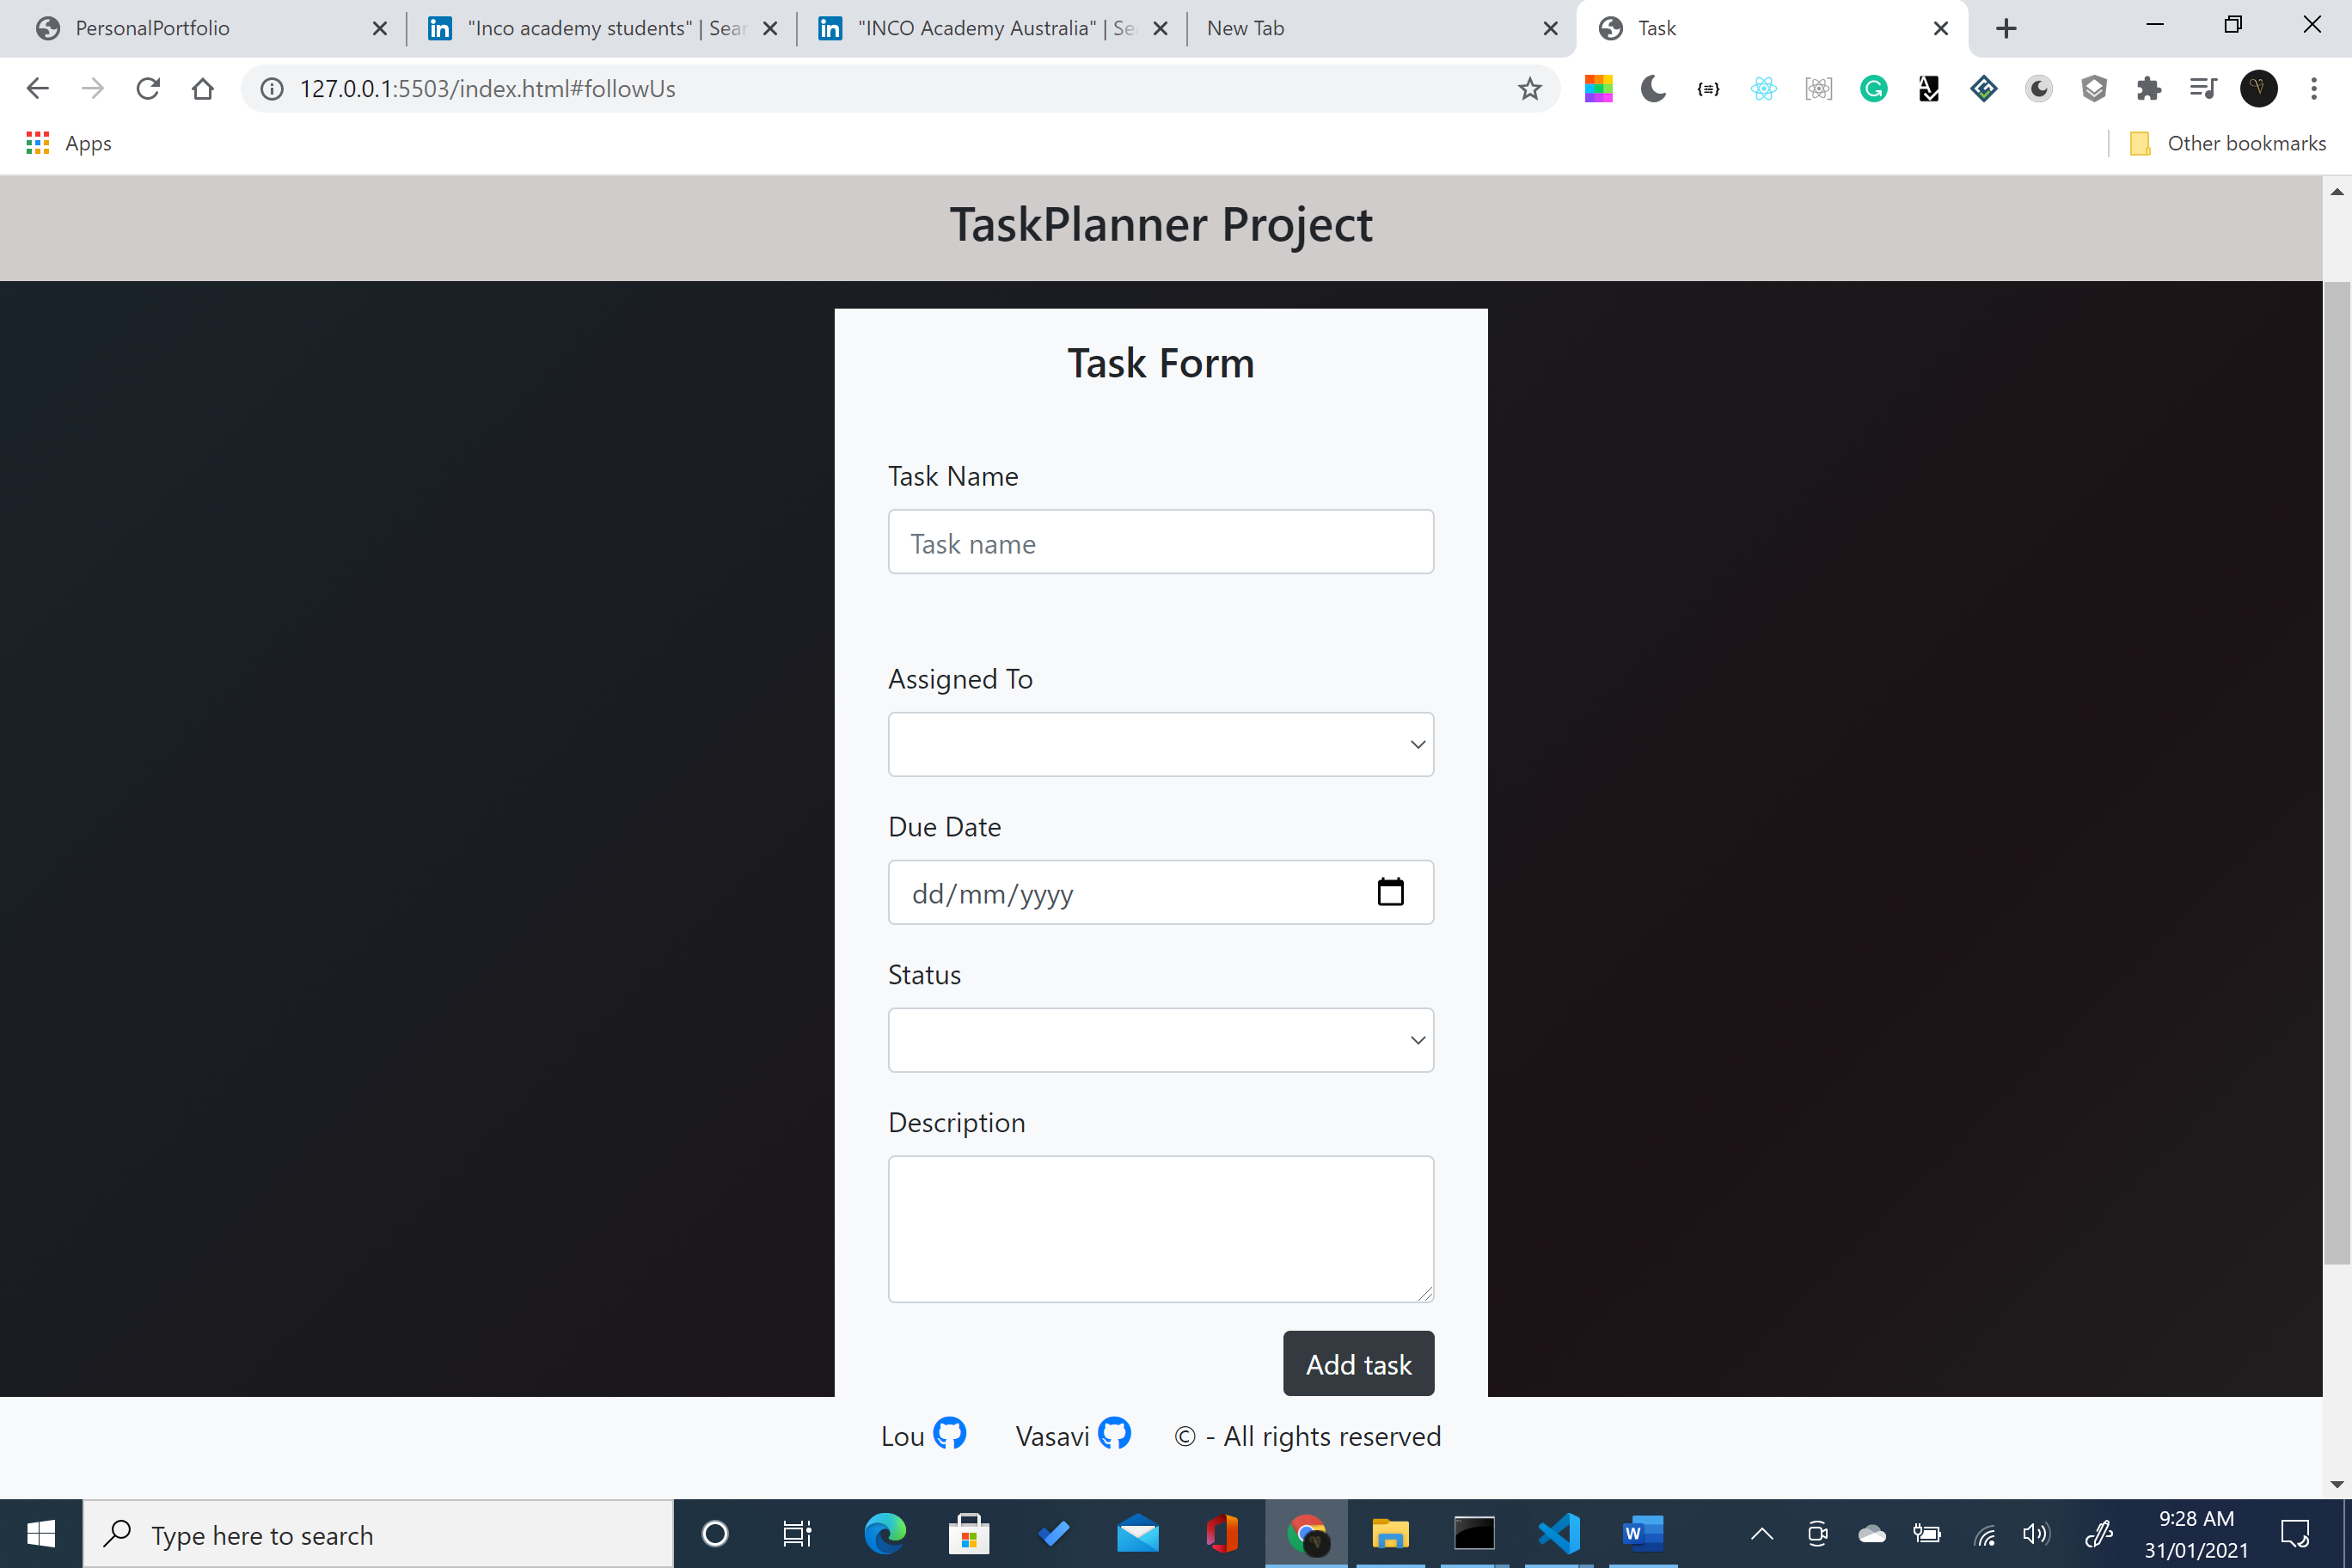 PersonalPortfolio
"Inco academy students" | Sear
"INCO Academy Australia" | Se
New Tab
Task
127.0.0.1:5503/index.html#followUs
Apps
Other bookmarks
TaskPlanner Project
Task Form
Task Name
Task name
Assigned To
Due Date
dd/mm/yyyy
Status
Description
Add task
Lou
Vasavi
© - All rights reserved
Type here to search
9:28 AM
31/01/2021